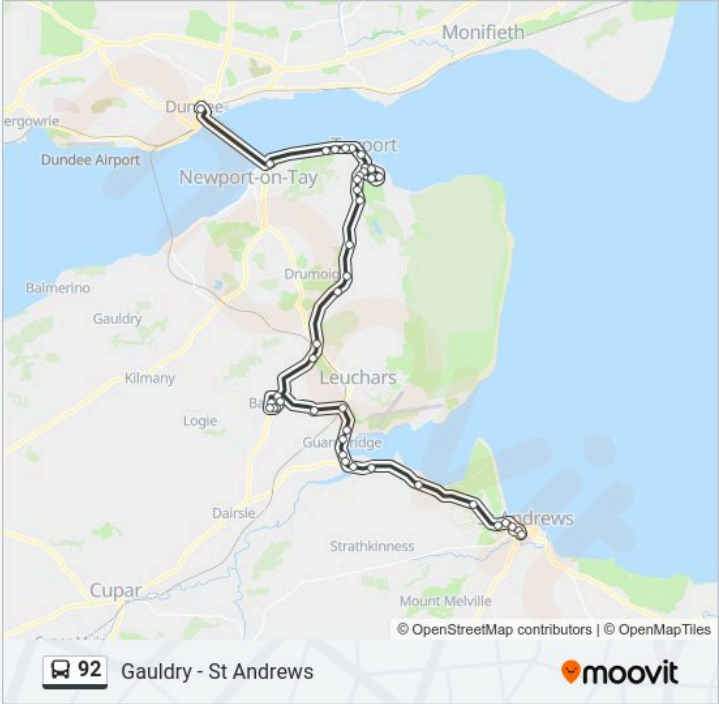 Monifieth
Dundee
ergowrie
Tayport
Dundee Airport
Newport-on-Tay
Drumoig
Balmerino
Gauldry
Leuchars
Kilmany
Ba
Logie
Guardbridge
Dairsie
Andrews
Strathkinness
Cupar
Mount Melville
© OpenStreetMap contributors | © OpenMapTiles
92 Gauldry - St Andrews
moovit